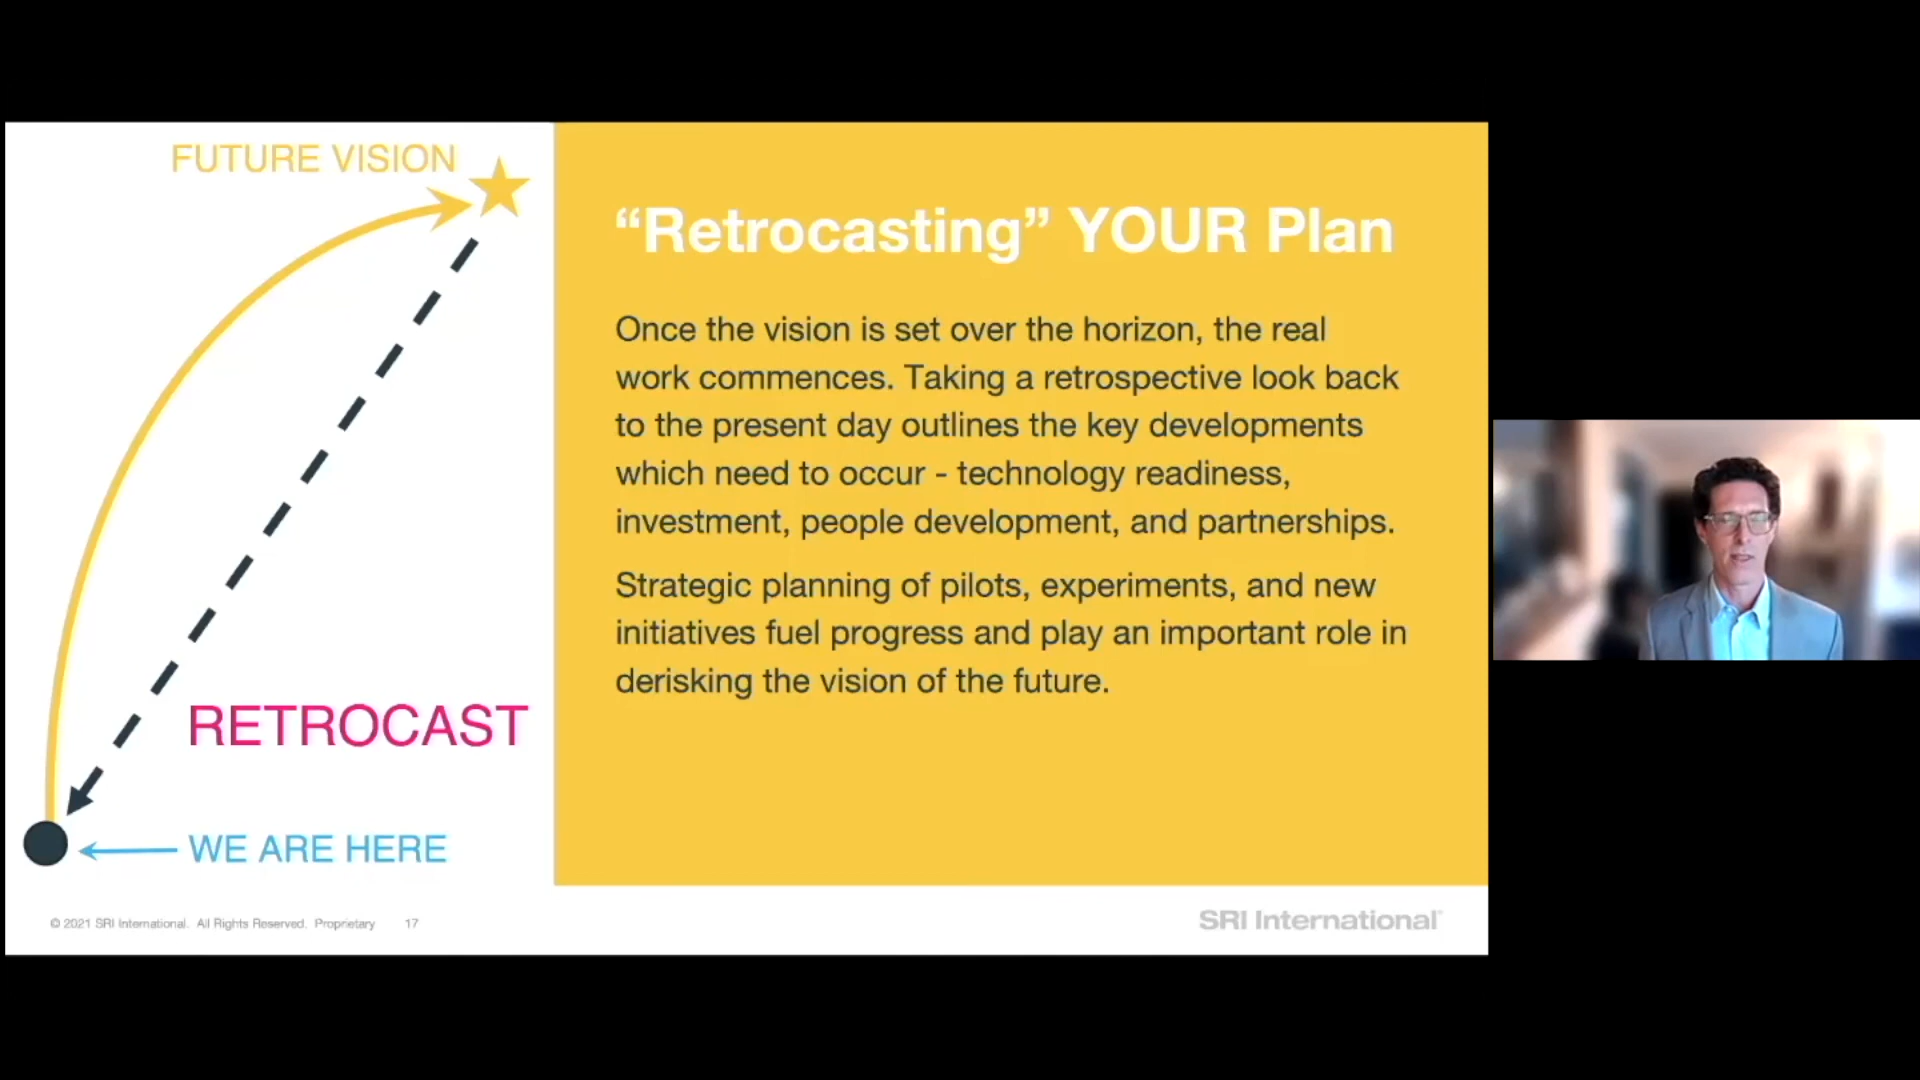 FUTURE VISION
RETROCAST
WE ARE HERE
“Retrocasting” YOUR Plan
Once the vision is set over the horizon, the real
work commences. Taking a retrospective look back
to the present day outlines the key developments
which need to occur - technology readiness,
investment, people development, and partnerships.
Strategic planning of pilots, experiments, and new
initiatives fuel progress and play an important role in
derisking the vision of the future.
© 2021 SRI International. All Rights Reserved. Proprietary 17
SRI International